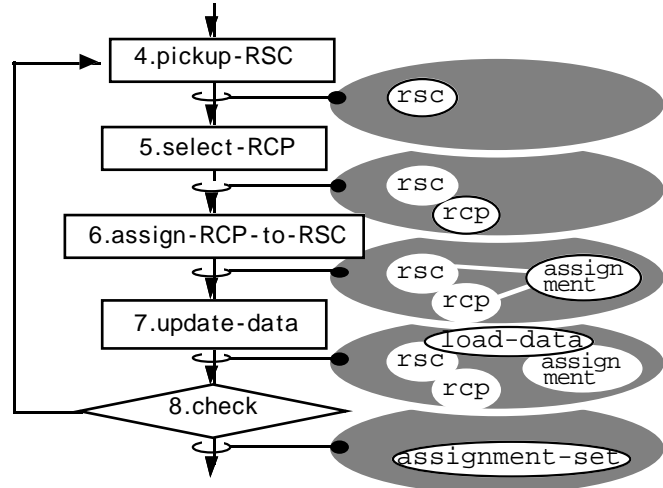 4.pickup-RSC
rsc
5.select-RCP
rsc
rcp
6.assign-RCP-to-RSC
rsc
assign
ment
rcp
7.update-data
load-data
rsc
assign
ment
rcp
8.check
assignment-set